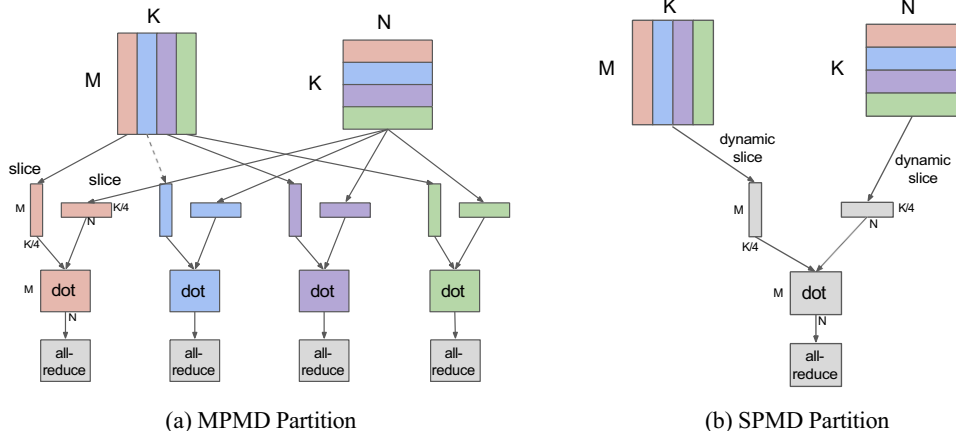 K
N
M
K
slice
slice
M
K/4
K/4
N
dot
dot
dot
dot
M
N
all-
reduce
all-
reduce
all-
reduce
all-
reduce
(a) MPMD Partition
K
N
M
K
dynamic
slice
dynamic
slice
M
K/4
K/4
N
M
dot
N
all-
reduce
(b) SPMD Partition